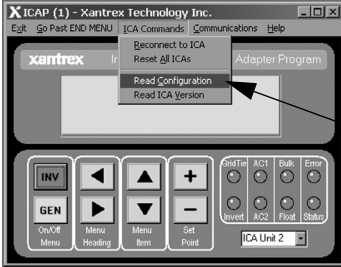 X ICAP (1) - Xantrex Technology Inc.
Exit Go Past END MENU ICA Commands Communications Help
Reconnect to ICA
Reset All ICAs
Read Configuration
Read ICA Version
xantrex Adapter Program
INV
GEN
On/Off Menu
Menu Heading
Menu Item
+
−
Set Point
GridTie AC1 Bulk Error
Invert AC2 Float Status
ICA Unit 2